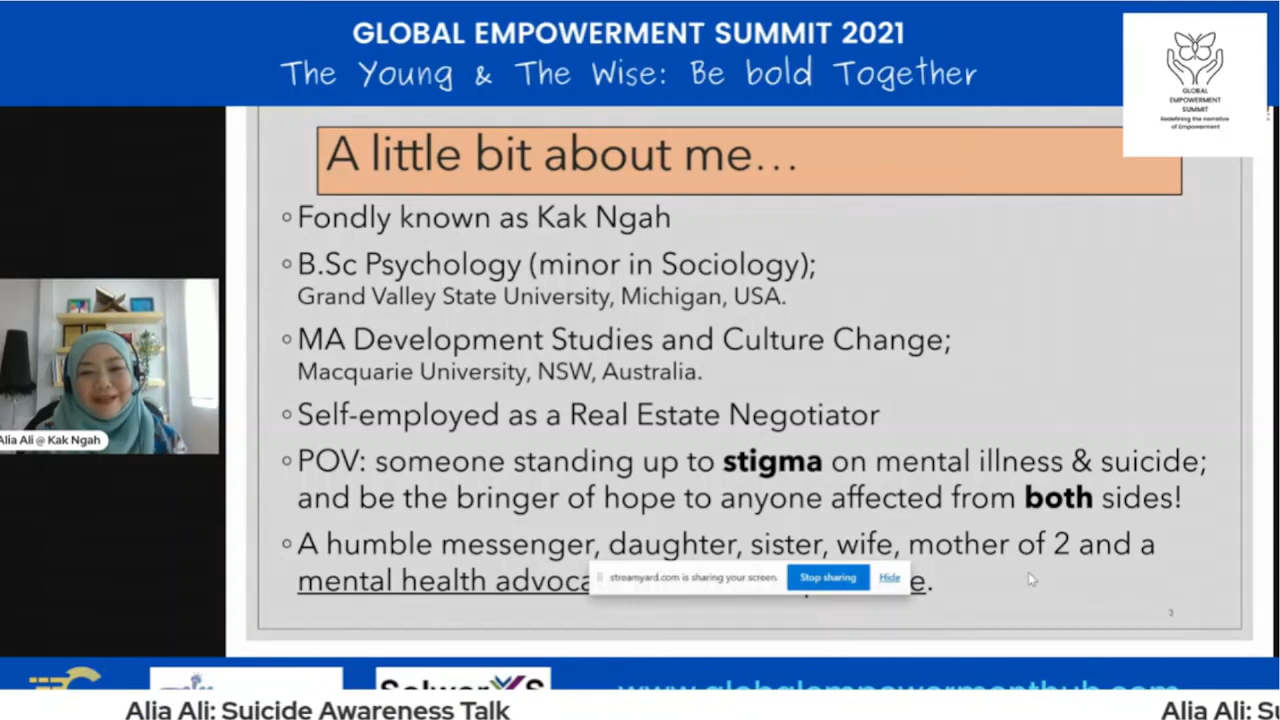 GLOBAL EMPOWERMENT SUMMIT 2021
The Young & The Wise: Be bold Together
GLOBAL
EMPOWERMENT
SUMMIT
Redefining the narrative
of Empowerment
A little bit about me...
Fondly known as Kak Ngah
B.Sc Psychology (minor in Sociology);
Grand Valley State University, Michigan, USA.
MA Development Studies and Culture Change;
Macquarie University, NSW, Australia.
Self-employed as a Real Estate Negotiator
POV: someone standing up to stigma on mental illness & suicide;
and be the bringer of hope to anyone affected from both sides!
A humble messenger, daughter, sister, wife, mother of 2 and a
mental health
streamyard.com is sharing your screen. Stop sharing Hide
3
Alia Ali @ Kak Ngah
SolworXS
www.globalempowermenthub.com
Alia Ali: Suicide Awareness Talk
Alia Ali: